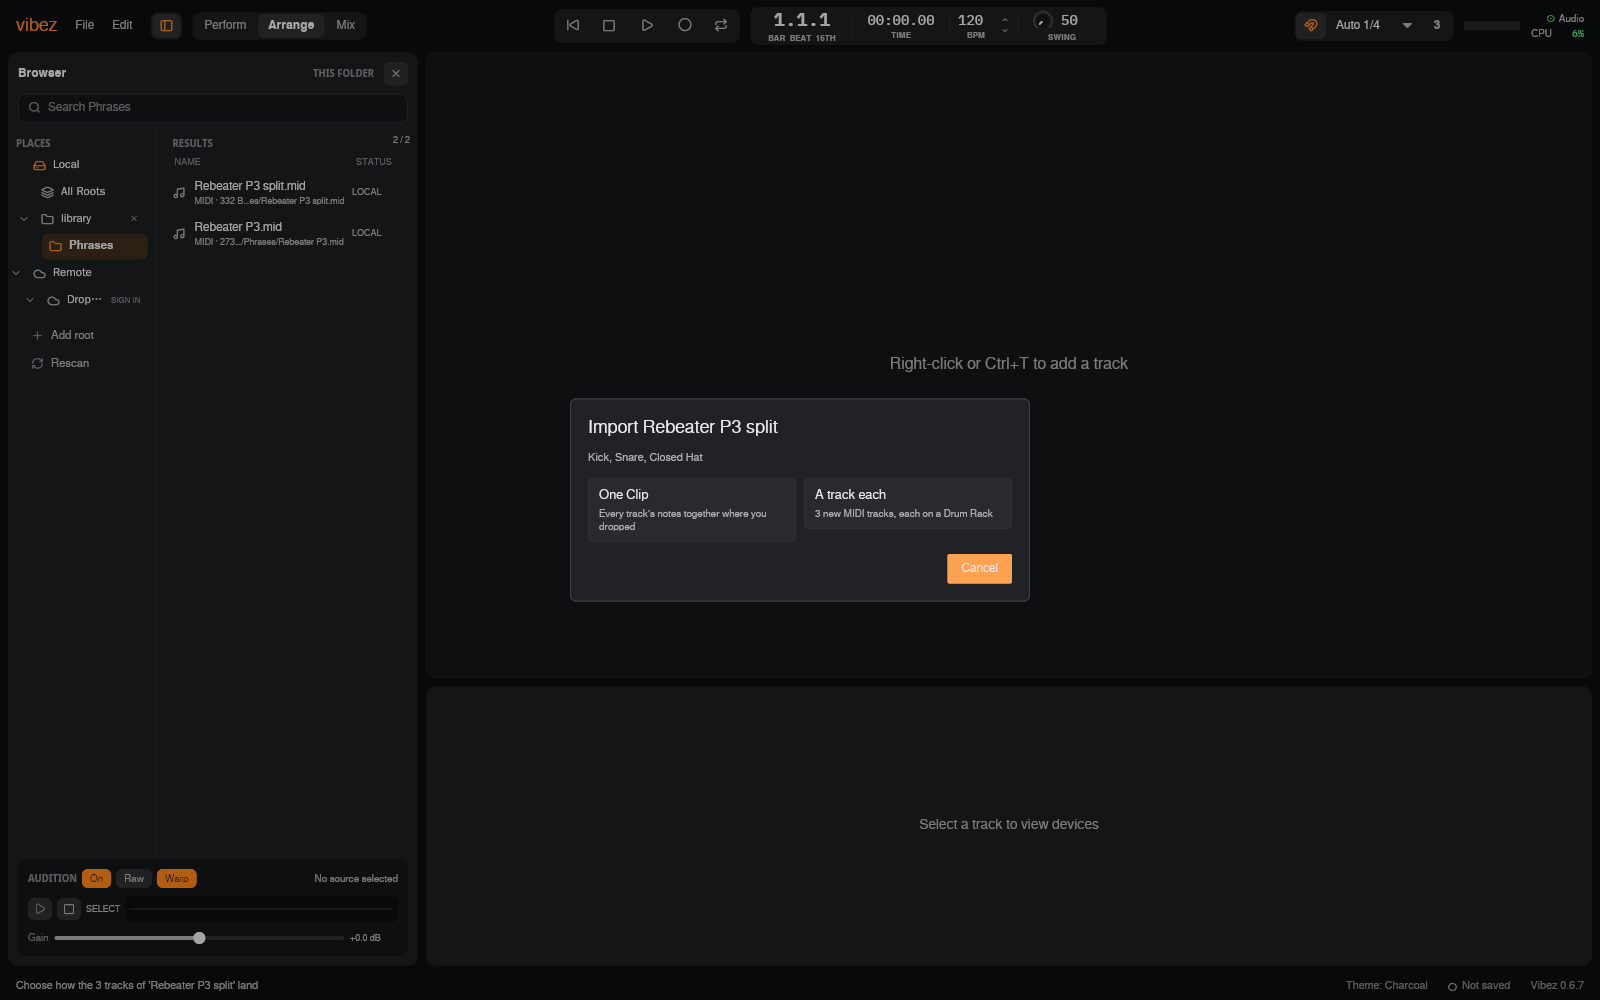 vibez File Edit Perform Arrange Mix
1.1.1 00:00.00 120 50
BAR BEAT 16TH TIME BPM SWING
Auto 1/4 3
Audio
CPU 6%
Browser THIS FOLDER
Search Phrases
PLACES
Local
All Roots
library
Phrases
Remote
Drop··· SIGN IN
Add root
Rescan
RESULTS 2 / 2
NAME STATUS
Rebeater P3 split.mid
MIDI · 332 B...es/Rebeater P3 split.mid LOCAL
Rebeater P3.mid
MIDI · 273.../Phrases/Rebeater P3.mid LOCAL
Right-click or Ctrl+T to add a track
Import Rebeater P3 split
Kick, Snare, Closed Hat
One Clip
Every track's notes together where you
dropped
A track each
3 new MIDI tracks, each on a Drum Rack
Cancel
Select a track to view devices
AUDITION On Raw Warp No source selected
SELECT
Gain +0.0 dB
Choose how the 3 tracks of 'Rebeater P3 split' land
Theme: Charcoal Not saved Vibez 0.6.7